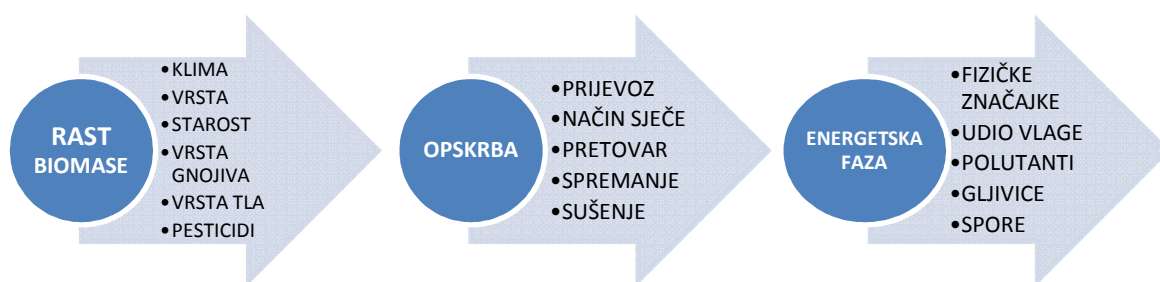 RAST
BIOMASE
•KLIMA
•VRSTA
•STAROST
•VRSTA
GNOJIVA
•VRSTA TLA
•PESTICIDI
OPSKRBA
•PRIJEVOZ
•NAČIN SJEČE
•PRETOVAR
•SPREMANJE
•SUŠENJE
ENERGETSKA
FAZA
•FIZIČKE
ZNAČAJKE
•UDIO VLAGE
•POLUTANTI
•GLJIVICE
•SPORE